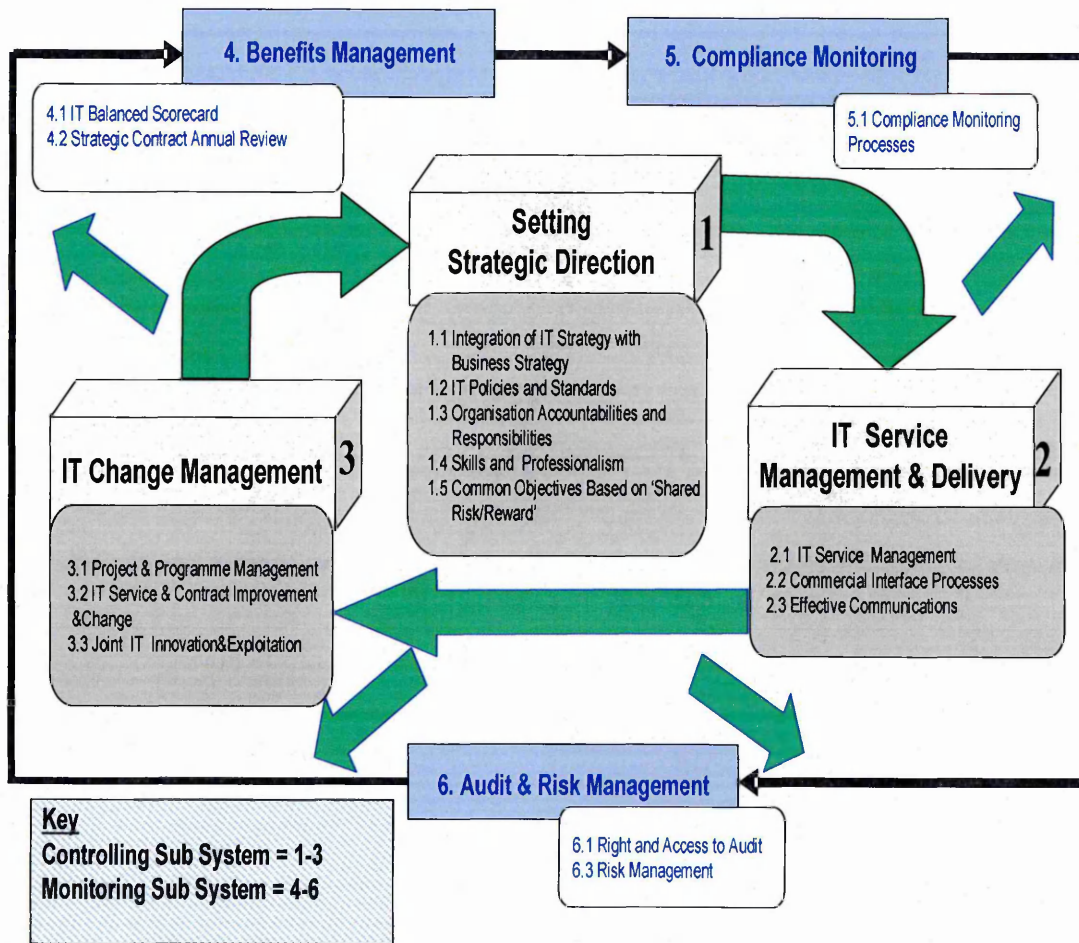 4. Benefits Management
5. Compliance Monitoring
4.1 IT Balanced Scorecard
4.2 Strategic Contract Annual Review
5.1 Compliance Monitoring
Processes
Setting
Strategic Direction
1
1.1 Integration of IT Strategy with
Business Strategy
1.2 IT Policies and Standards
1.3 Organisation Accountabilities and
Responsibilities
1.4 Skills and Professionalism
1.5 Common Objectives Based on 'Shared
Risk/Reward'
IT Change Management
3
3.1 Project & Programme Management
3.2 IT Service & Contract Improvement
&Change
3.3 Joint IT Innovation&Exploitation
IT Service
Management & Delivery
2
2.1 IT Service Management
2.2 Commercial Interface Processes
2.3 Effective Communications
6. Audit & Risk Management
6.1 Right and Access to Audit
6.3 Risk Management
Key
Controlling Sub System = 1-3
Monitoring Sub System = 4-6